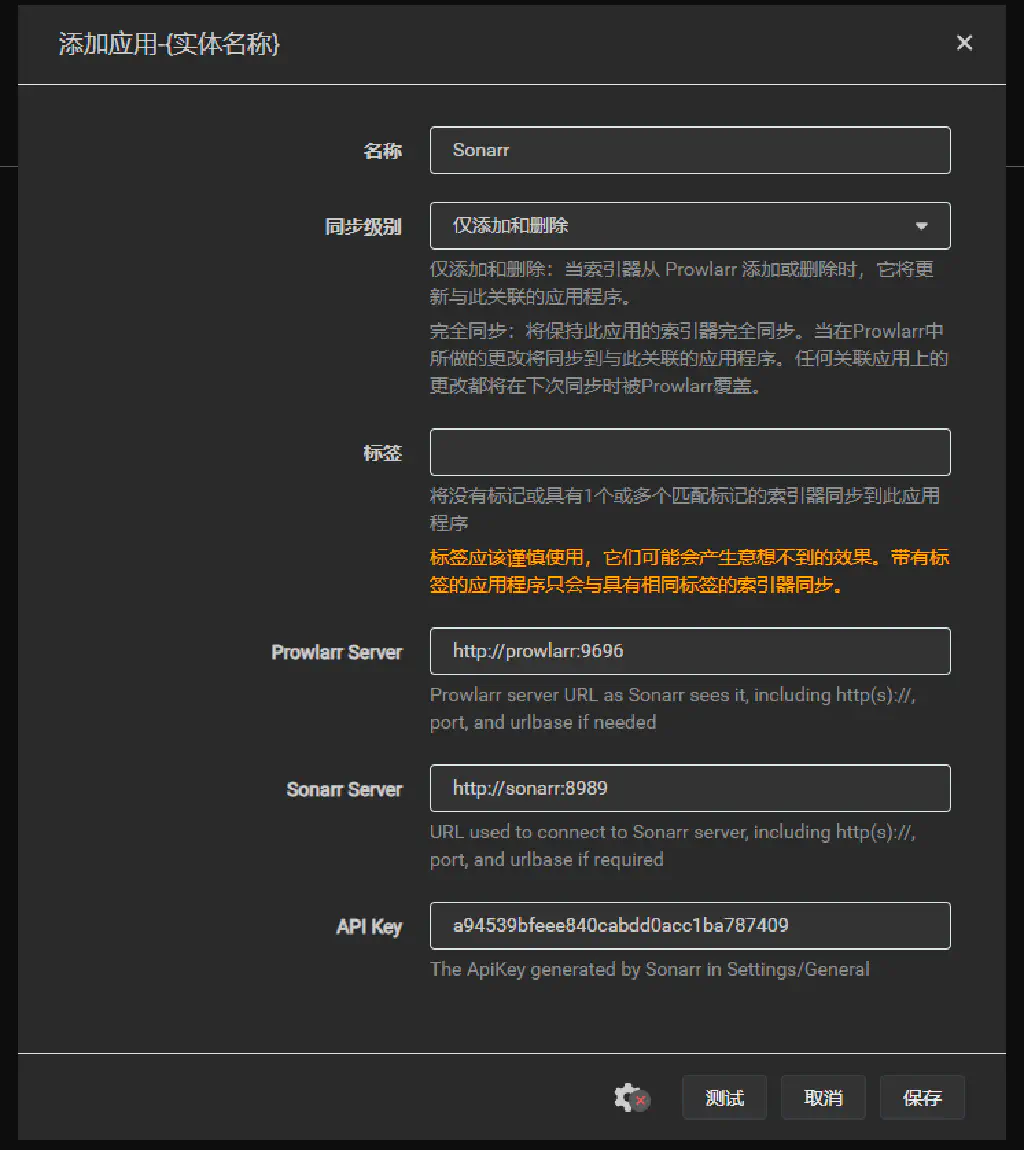 添加应用-{实体名称}
名称
Sonarr
同步级别
仅添加和删除
仅添加和删除：当索引器从 Prowlarr 添加或删除时，它将更
新与此关联的应用程序。
完全同步：将保持此应用的索引器完全同步。当在Prowlarr中
所做的更改将同步到与此关联的应用程序。任何关联应用上的
更改都将在下次同步时被Prowlarr覆盖。
标签
将没有标记或具有1个或多个匹配标记的索引器同步到此应用
程序
标签应该谨慎使用，它们可能会产生意想不到的效果。带有标
签的应用程序只会与具有相同标签的索引器同步。
Prowlarr Server
http://prowlarr:9696
Prowlarr server URL as Sonarr sees it, including http(s)://,
port, and urlbase if needed
Sonarr Server
http://sonarr:8989
URL used to connect to Sonarr server, including http(s)://,
port, and urlbase if required
API Key
a94539bfeee840cabdd0acc1ba787409
The ApiKey generated by Sonarr in Settings/General
测试
取消
保存